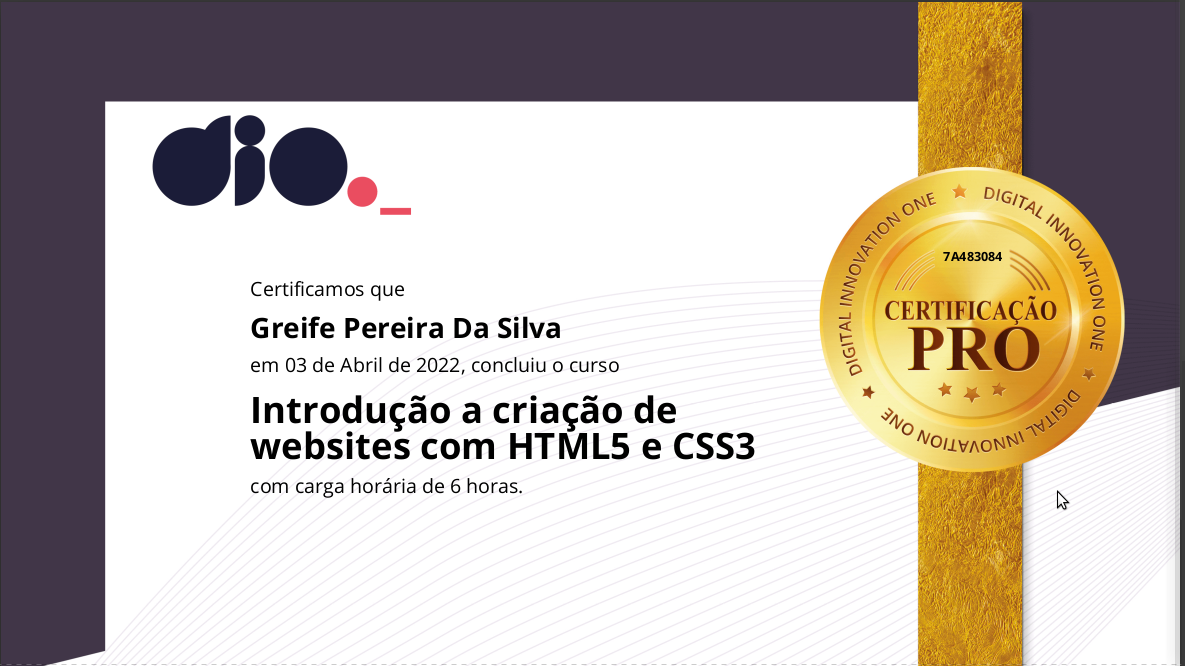 dio._
Certificamos que
Greife Pereira Da Silva
em 03 de Abril de 2022, concluiu o curso
Introdução a criação de
websites com HTML5 e CSS3
com carga horária de 6 horas.
DIGITAL INNOVATION ONE
DIGITAL INNOVATION ONE
DIGITAL INNOVATION ONE
7A483084
CERTIFICAÇÃO
PRO